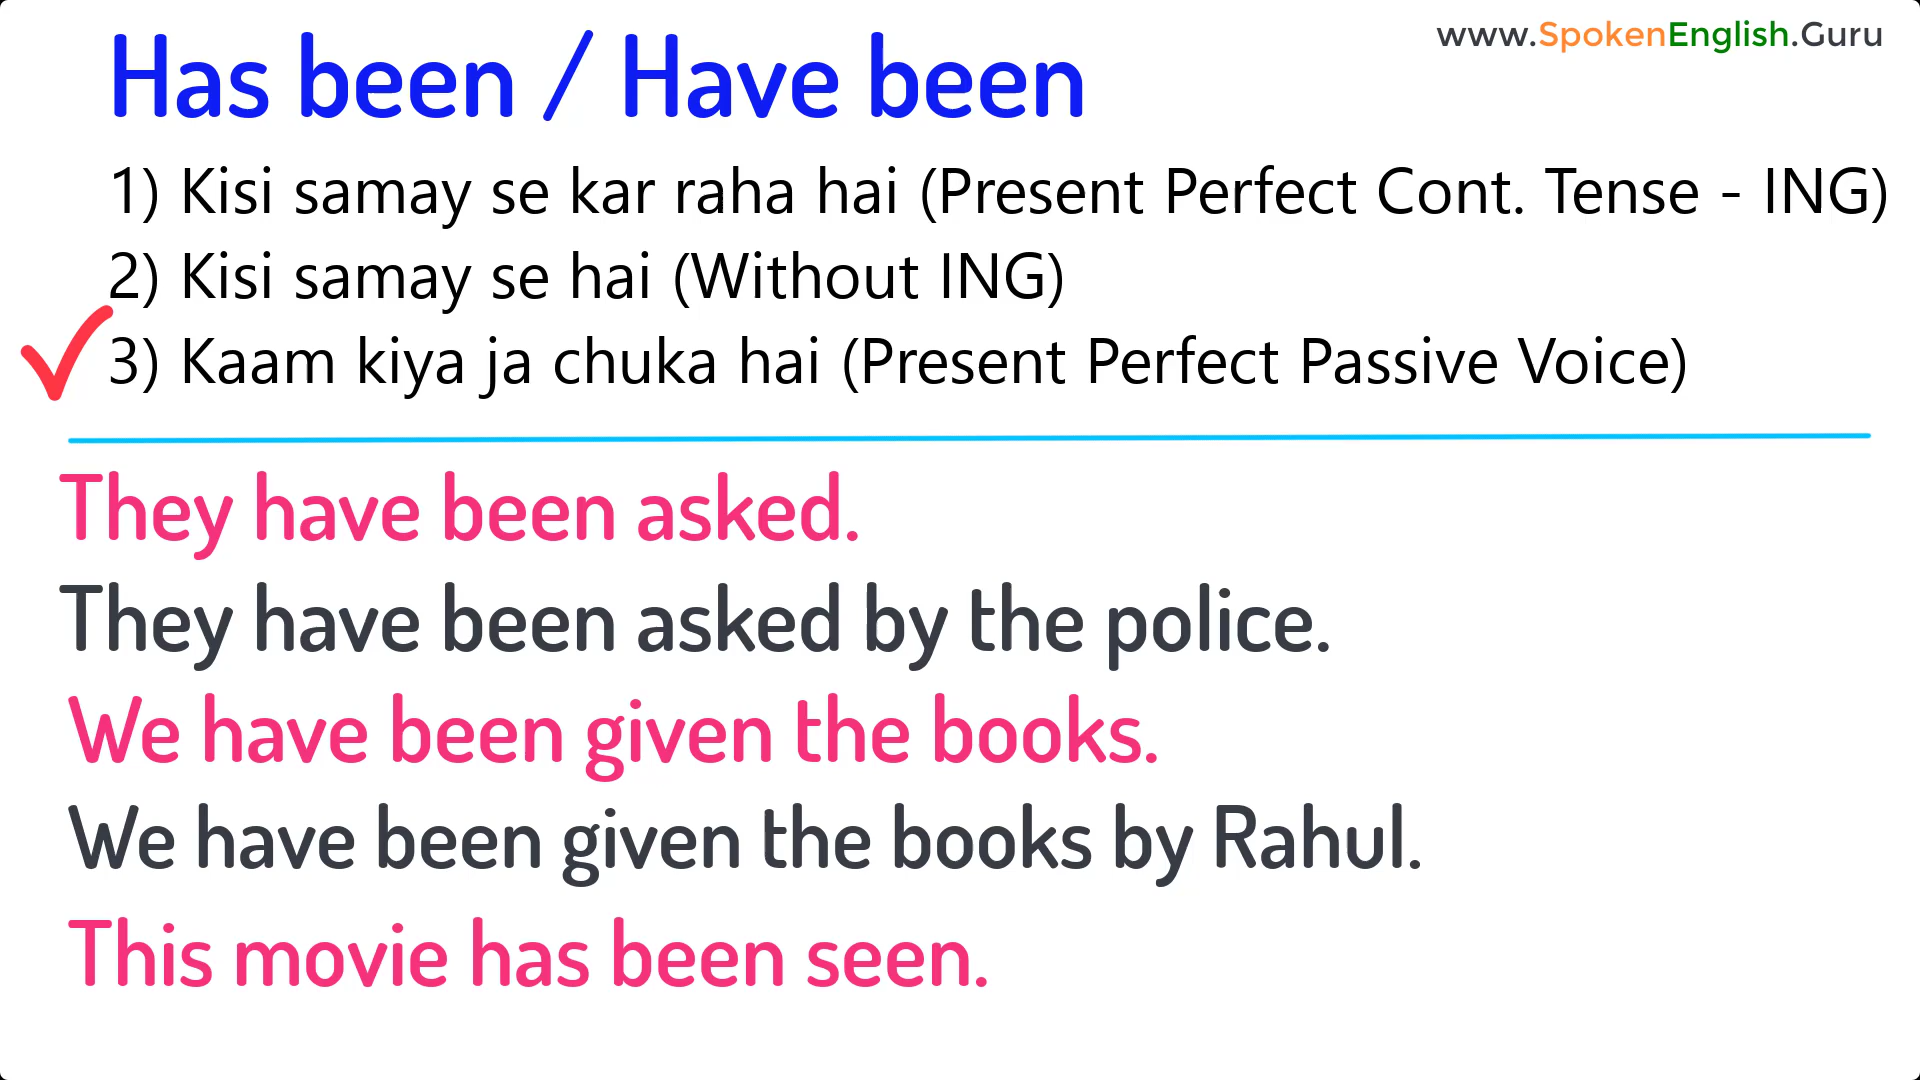 www.SpokenEnglish.Guru
Has been / Have been
1) Kisi samay se kar raha hai (Present Perfect Cont. Tense - ING)
2) Kisi samay se hai (Without ING)
3) Kaam kiya ja chuka hai (Present Perfect Passive Voice)
They have been asked.
They have been asked by the police.
We have been given the books.
We have been given the books by Rahul.
This movie has been seen.